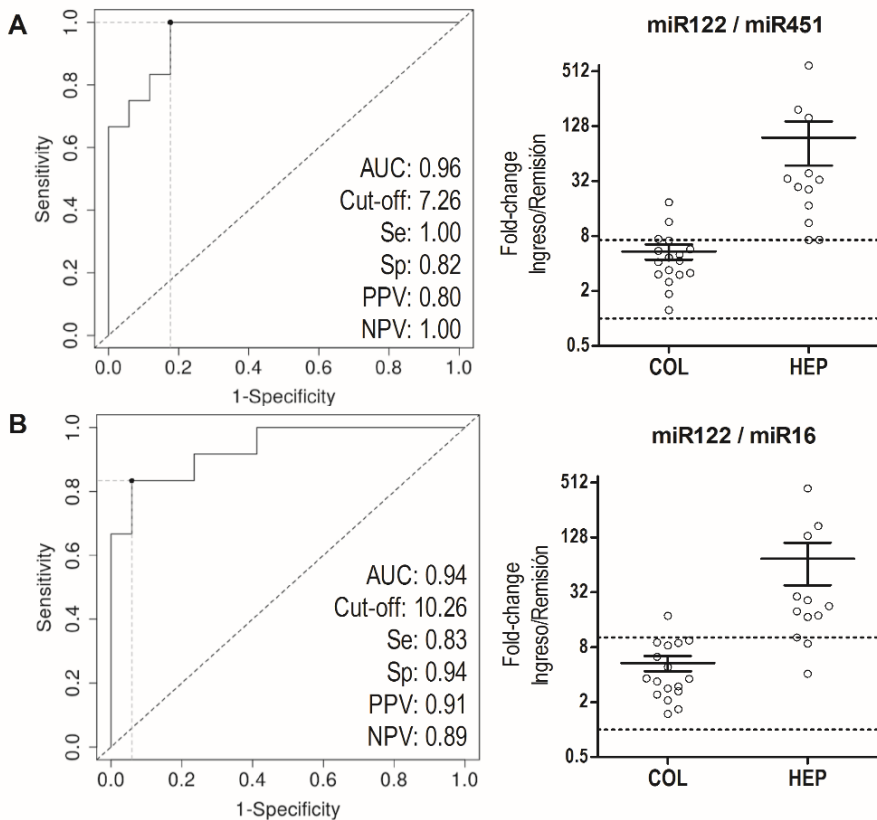 A
Sensitivity
1.0
0.8
0.6
0.4
0.2
0.0
AUC: 0.96
Cut-off: 7.26
Se: 1.00
Sp: 0.82
PPV: 0.80
NPV: 1.00
0.0 0.2 0.4 0.6 0.8 1.0
1-Specificity
miR122 / miR451
Fold-change
Ingreso/Remisión
512
128
32
8
2
0.5
COL HEP
B
Sensitivity
1.0
0.8
0.6
0.4
0.2
0.0
AUC: 0.94
Cut-off: 10.26
Se: 0.83
Sp: 0.94
PPV: 0.91
NPV: 0.89
0.0 0.2 0.4 0.6 0.8 1.0
1-Specificity
miR122 / miR16
Fold-change
Ingreso/Remisión
512
128
32
8
2
0.5
COL HEP